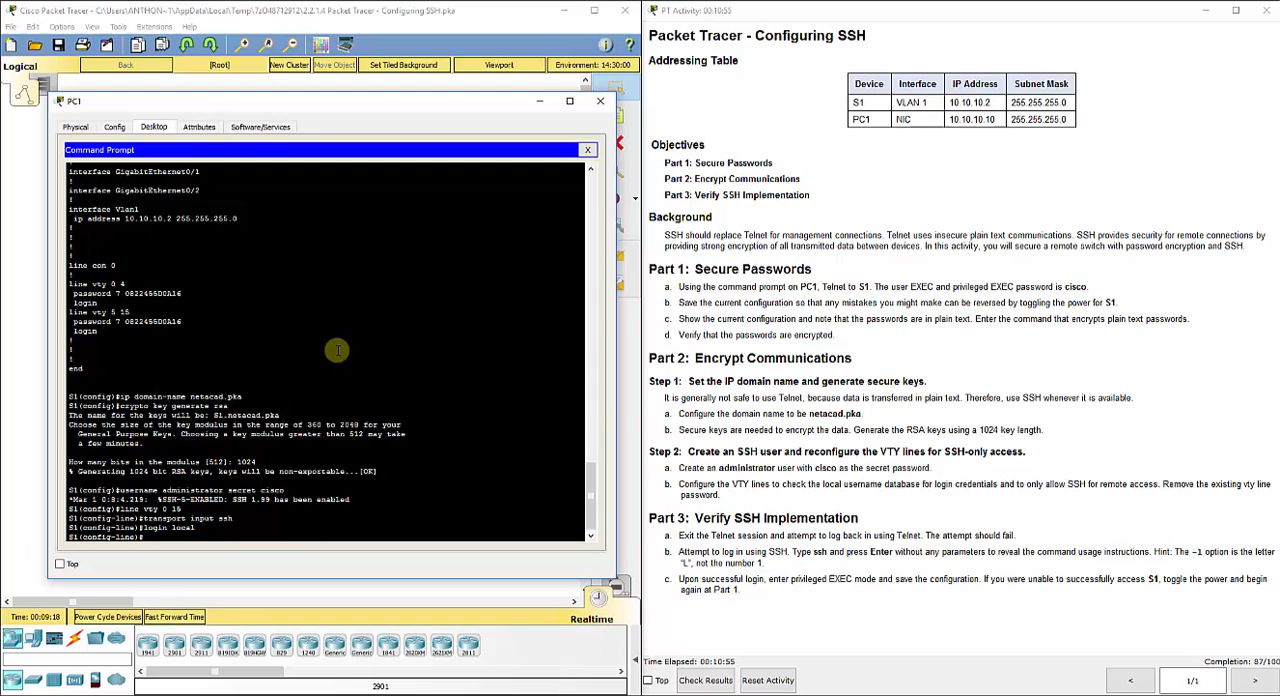 Cisco Packet Tracer - C:\Users\ANTHON~1\AppData\Local\Temp\7zO48712912\2.2.1.4 Packet Tracer - Configuring SSH.pka
File Edit Options View Tools Extensions Help
Logical
Back
[Root]
New Cluster
Move Object
Set Tiled Background
Viewport
Environment: 14:30:00
PC1
Physical
Config
Desktop
Attributes
Software/Services
Command Prompt
X
interface GigabitEthernet0/1
!
interface GigabitEthernet0/2
!
interface Vlan1
ip address 10.10.10.2 255.255.255.0
!
!
!
!
line con 0
!
line vty 0 4
password 7 0822455D0A16
login
line vty 5 15
password 7 0822455D0A16
login
!
!
!
end
S1(config)#ip domain-name netacad.pka
S1(config)#crypto key generate rsa
The name for the keys will be: S1.netacad.pka
Choose the size of the key modulus in the range of 360 to 2048 for your
General Purpose Keys. Choosing a key modulus greater than 512 may take
a few minutes.
How many bits in the modulus [512]: 1024
% Generating 1024 bit RSA keys, keys will be non-exportable...[OK]
S1(config)#username administrator secret cisco
*Mar 1 0:8:4.219: %SSH-5-ENABLED: SSH 1.99 has been enabled
S1(config)#line vty 0 15
S1(config-line)#transport input ssh
S1(config-line)#login local
S1(config-line)#
Top
Time: 00:09:18
Power Cycle Devices
Fast Forward Time
Realtime
1941 2901 2911 819IOX 819HGW 829 1240 Generic Generic 1841 2620XM 2621XM 2811
2901
PT Activity: 00:10:55
Packet Tracer - Configuring SSH
Addressing Table
Device Interface IP Address Subnet Mask
S1 VLAN 1 10.10.10.2 255.255.255.0
PC1 NIC 10.10.10.10 255.255.255.0
Objectives
Part 1: Secure Passwords
Part 2: Encrypt Communications
Part 3: Verify SSH Implementation
Background
SSH should replace Telnet for management connections. Telnet uses insecure plain text communications. SSH provides security for remote connections by
providing strong encryption of all transmitted data between devices. In this activity, you will secure a remote switch with password encryption and SSH.
Part 1: Secure Passwords
a. Using the command prompt on PC1, Telnet to S1. The user EXEC and privileged EXEC password is cisco.
b. Save the current configuration so that any mistakes you might make can be reversed by toggling the power for S1.
c. Show the current configuration and note that the passwords are in plain text. Enter the command that encrypts plain text passwords.
d. Verify that the passwords are encrypted.
Part 2: Encrypt Communications
Step 1: Set the IP domain name and generate secure keys.
It is generally not safe to use Telnet, because data is transferred in plain text. Therefore, use SSH whenever it is available.
a. Configure the domain name to be netacad.pka.
b. Secure keys are needed to encrypt the data. Generate the RSA keys using a 1024 key length.
Step 2: Create an SSH user and reconfigure the VTY lines for SSH-only access.
a. Create an administrator user with cisco as the secret password.
b. Configure the VTY lines to check the local username database for login credentials and to only allow SSH for remote access. Remove the existing vty line
password.
Part 3: Verify SSH Implementation
a. Exit the Telnet session and attempt to log back in using Telnet. The attempt should fail.
b. Attempt to log in using SSH. Type ssh and press Enter without any parameters to reveal the command usage instructions. Hint: The -l option is the letter
"L", not the number 1.
c. Upon successful login, enter privileged EXEC mode and save the configuration. If you were unable to successfully access S1, toggle the power and begin
again at Part 1.
Time Elapsed: 00:10:55
Completion: 87/100
Top
Check Results
Reset Activity
<
1/1
>